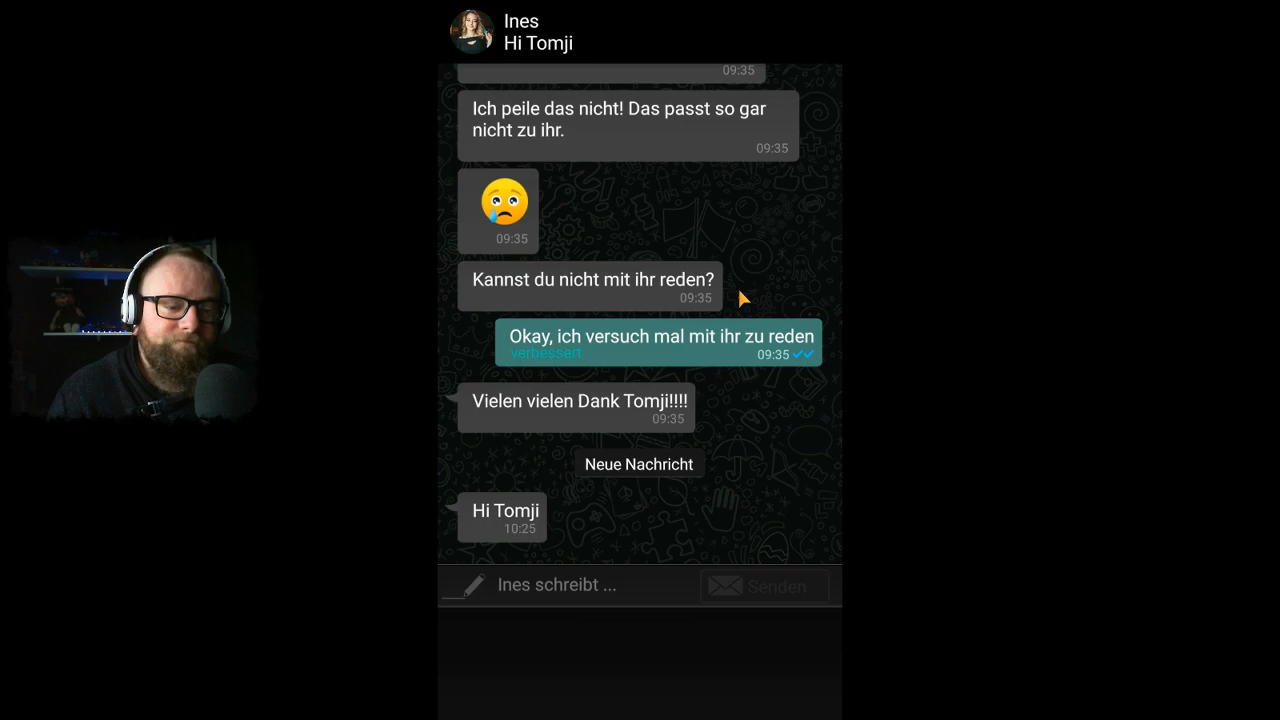 Ines
Hi Tomji
09:35
Ich peile das nicht! Das passt so gar
nicht zu ihr.
09:35
09:35
Kannst du nicht mit ihr reden?
09:35
Okay, ich versuch mal mit ihr zu reden
verbessert 09:35
Vielen vielen Dank Tomji!!!!
09:35
Neue Nachricht
Hi Tomji
10:25
Ines schreibt ... Senden